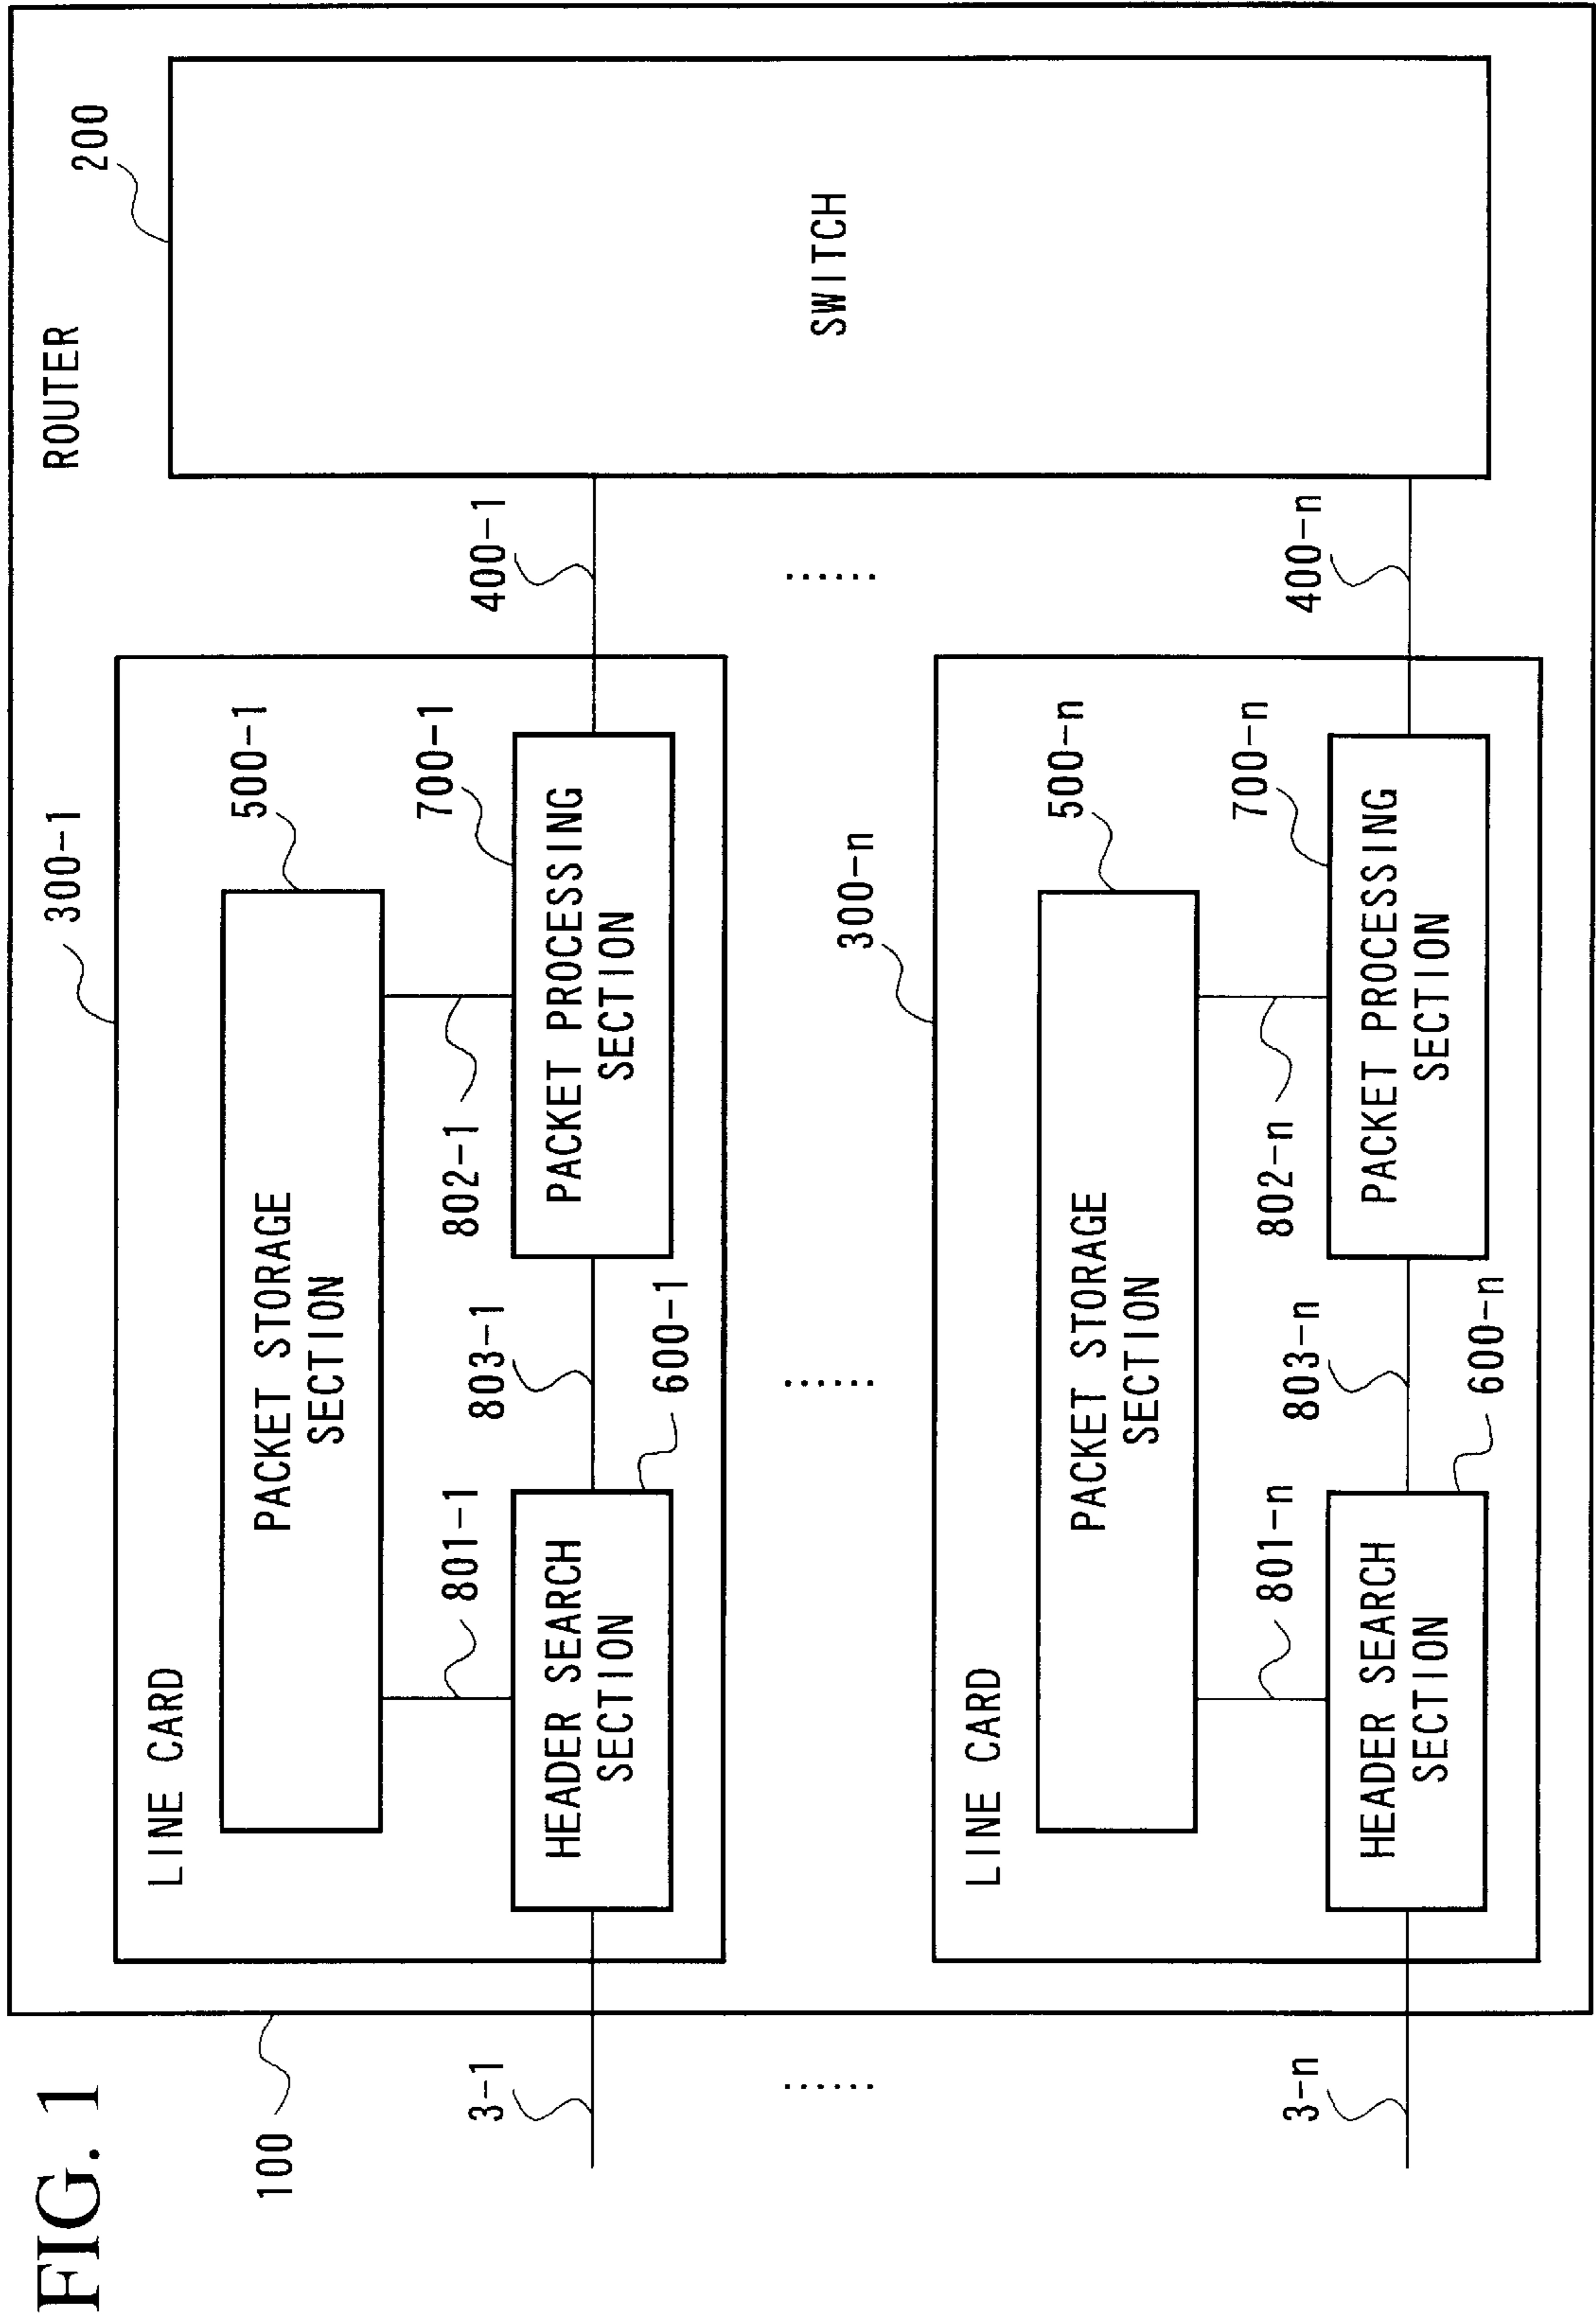 FIG. 1
100
ROUTER
200
300-1
LINE CARD
500-1
PACKET STORAGE
SECTION
801-1
802-1
700-1
400-1
3-1
HEADER SEARCH
SECTION
803-1
PACKET PROCESSING
SECTION
600-1
SWITCH
......
......
......
300-n
LINE CARD
500-n
PACKET STORAGE
SECTION
801-n
802-n
700-n
400-n
3-n
HEADER SEARCH
SECTION
803-n
PACKET PROCESSING
SECTION
600-n